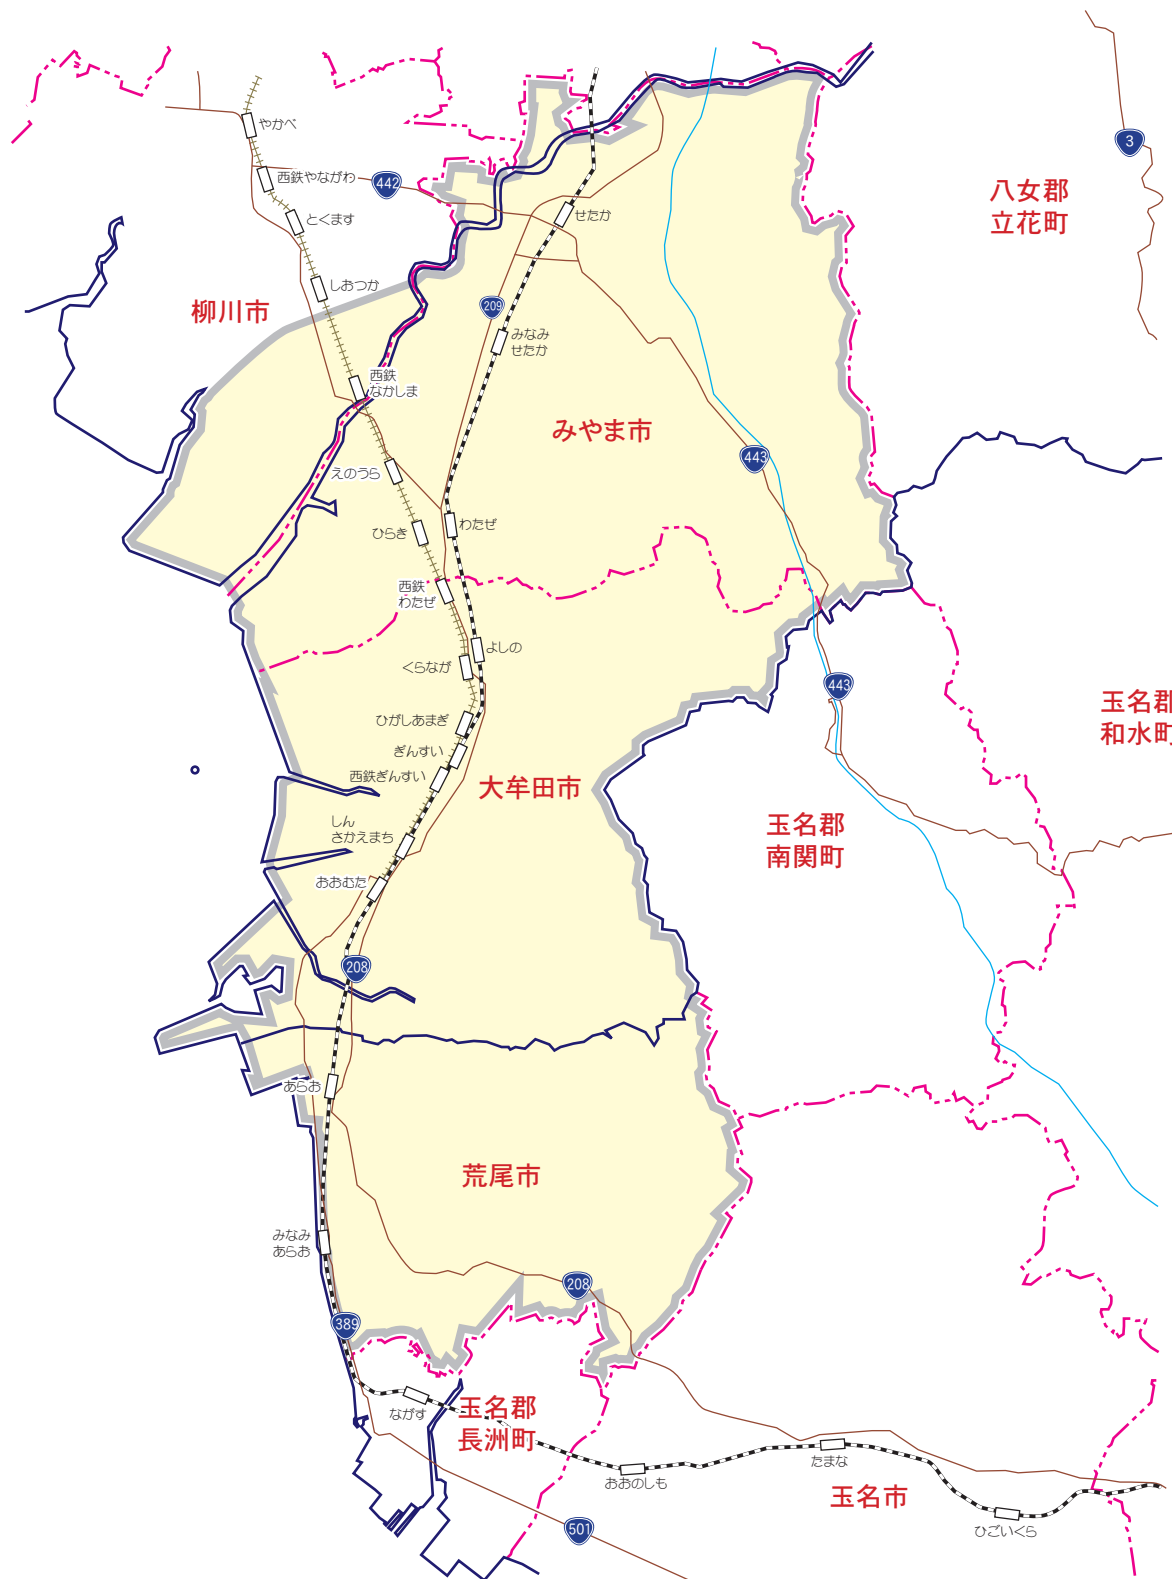 やかべ
3
西鉄やながわ
442
八女郎
立花町
とくます
せたか
しおつか
柳川市
209
みなみ
せたか
西鉄
なかしま
みやま市
443
えのうら
わたぜ
ひらき
西鉄
わたぜ
よしの
くらなが
443
玉名郡
和水町
ひがしあまぎ
ぎんすい
西鉄ぎんすい
大牟田市
しん
さかえまち
玉名郡
南関町
おおむた
208
あらお
荒尾市
みなみ
あらお
208
389
玉名郡
長洲町
ながす
たまな
おおのしも
玉名市
ひごいくら
501